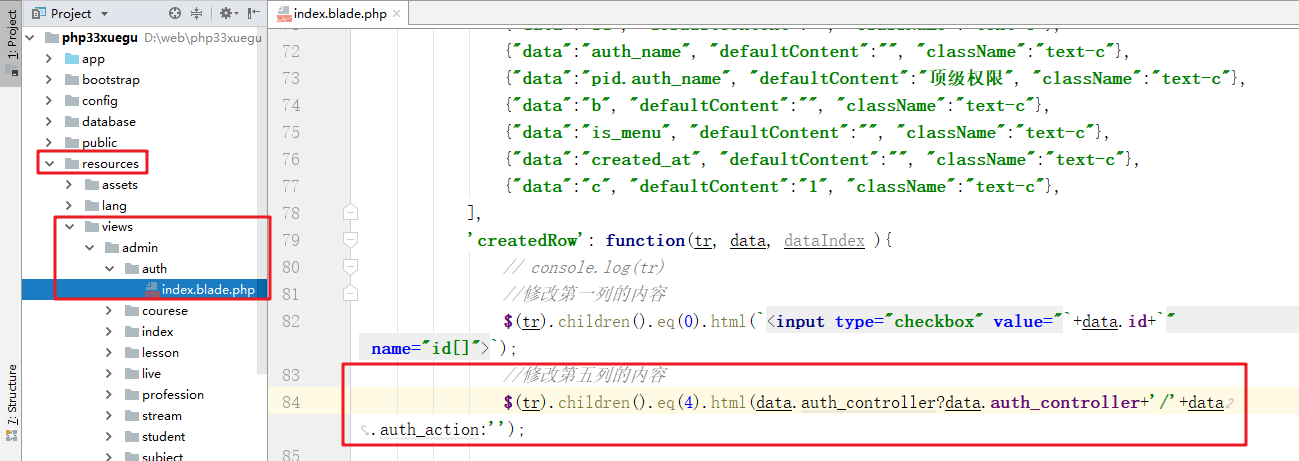 1: Project
7: Structure
Project
php33xuegu D:\web\php33xuegu
app
bootstrap
config
database
public
resources
assets
lang
views
admin
auth
index.blade.php
courese
index
lesson
live
profession
stream
student
subject
index.blade.php
72 {"data":"auth_name", "defaultContent":"", "className":"text-c"},
73 {"data":"pid.auth_name", "defaultContent":"顶级权限", "className":"text-c"},
74 {"data":"b", "defaultContent":"", "className":"text-c"},
75 {"data":"is_menu", "defaultContent":"", "className":"text-c"},
76 {"data":"created_at", "defaultContent":"", "className":"text-c"},
77 {"data":"c", "defaultContent":"1", "className":"text-c"},
78 ],
79 'createdRow': function(tr, data, dataIndex ){
80 // console.log(tr)
81 //修改第一列的内容
82 $(tr).children().eq(0).html(`<input type="checkbox" value="`+data.id+`"
name="id[]">`);
83 //修改第五列的内容
84 $(tr).children().eq(4).html(data.auth_controller?data.auth_controller+'/'+data
.auth_action:'');
85